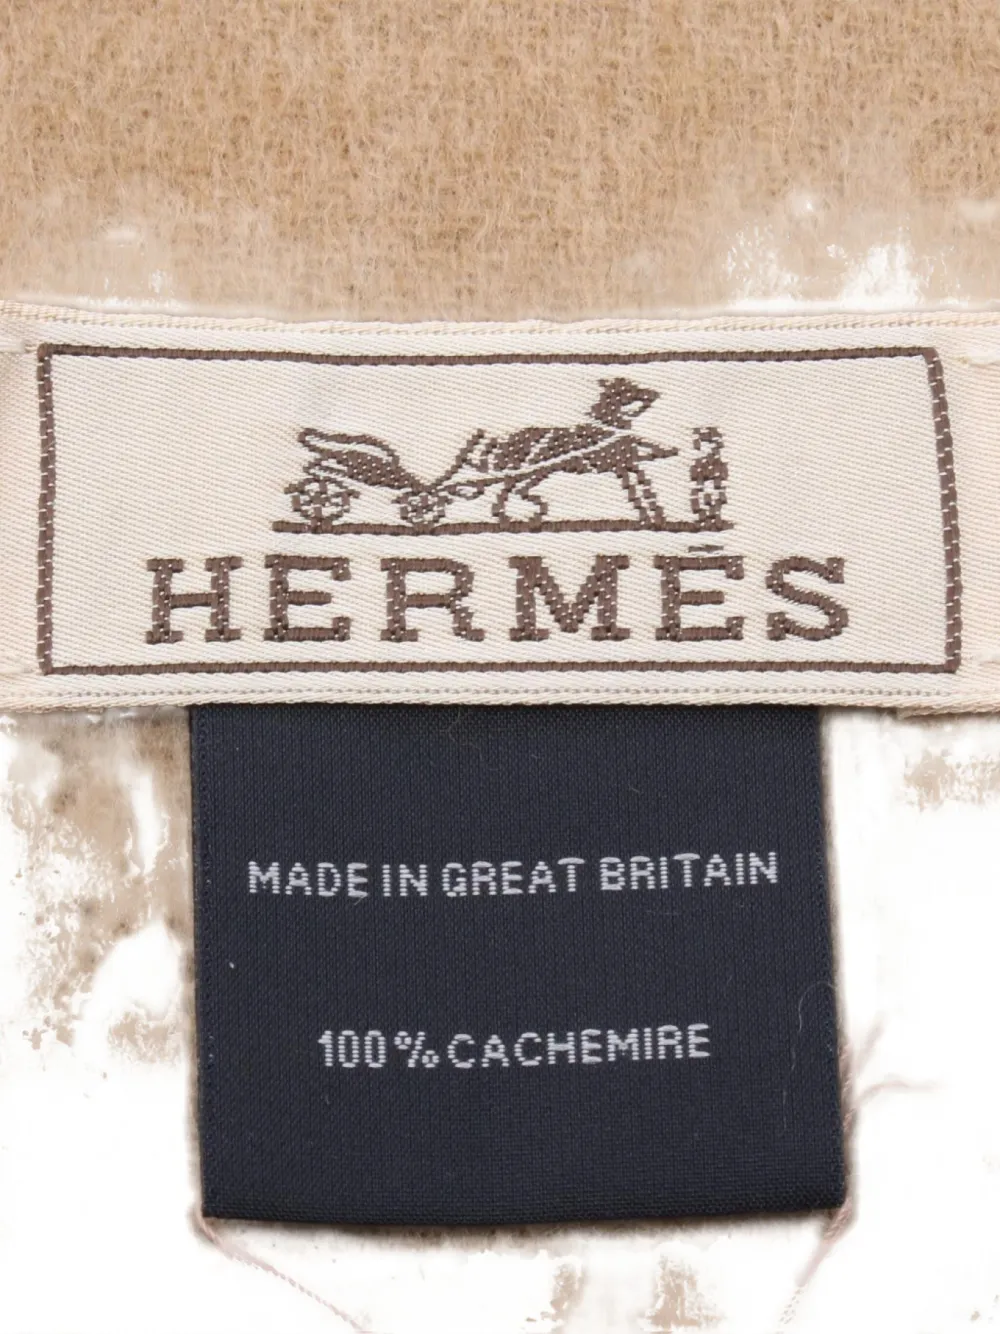 HERMÈS
MADE IN GREAT BRITAIN
100% CACHEMIRE